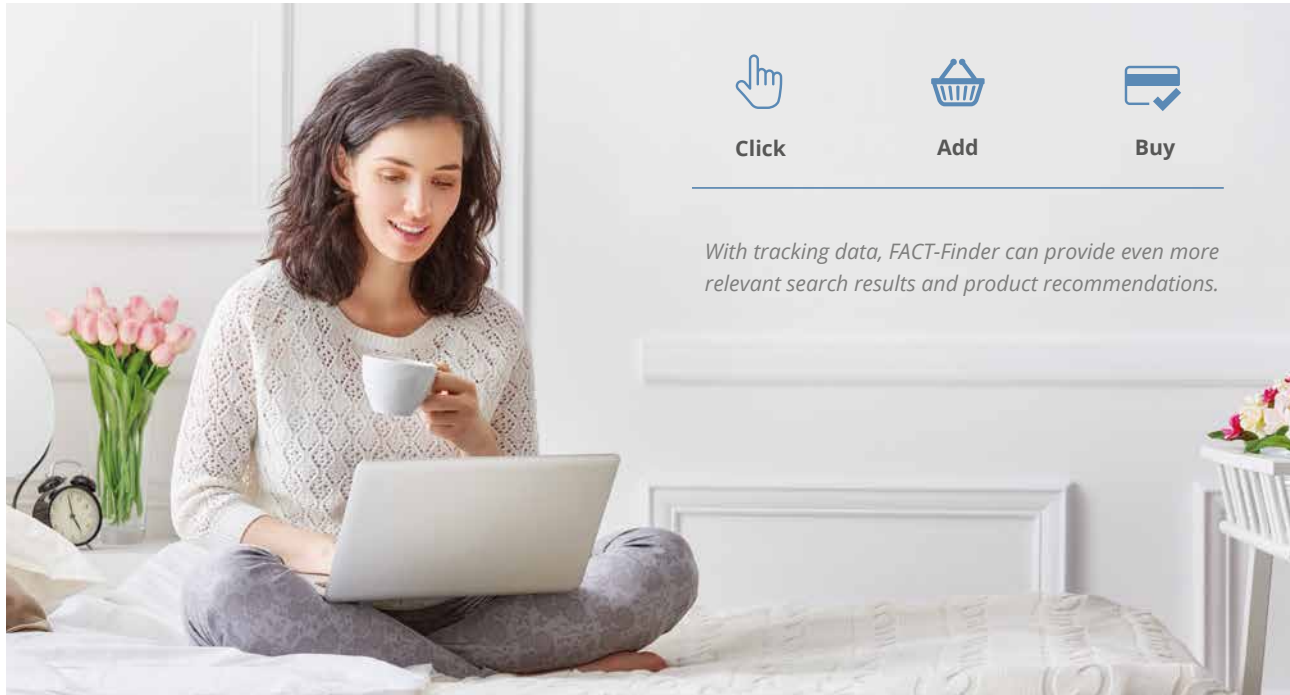 Click Add Buy
With tracking data, FACT-Finder can provide even more
relevant search results and product recommendations.